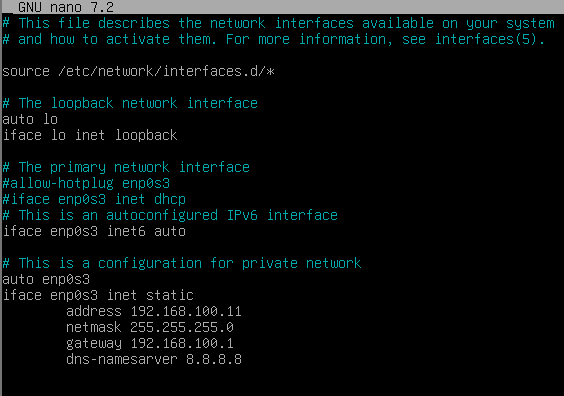 GNU nano 7.2
# This file describes the network interfaces available on your system
# and how to activate them. For more information, see interfaces(5).
source /etc/network/interfaces.d/*
# The loopback network interface
auto lo
iface lo inet loopback
# The primary network interface
#allow-hotplug enp0s3
#iface enp0s3 inet dhcp
# This is an autoconfigured IPv6 interface
iface enp0s3 inet6 auto
# This is a configuration for private network
auto enp0s3
iface enp0s3 inet static
address 192.168.100.11
netmask 255.255.255.0
gateway 192.168.100.1
dns-namesarver 8.8.8.8